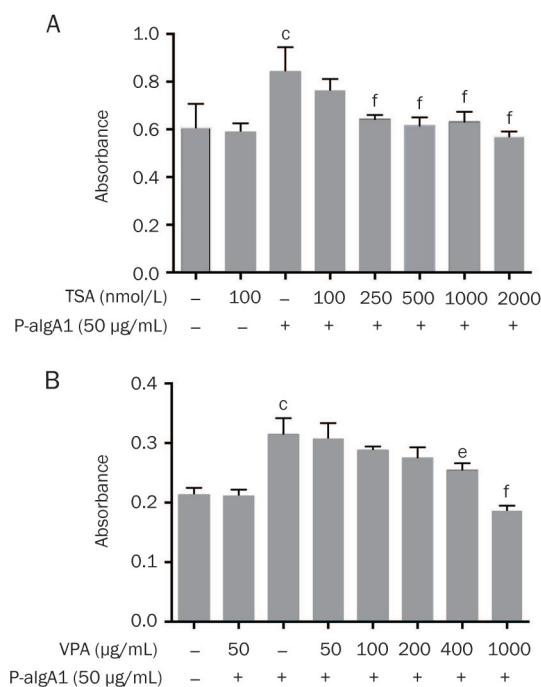 A
c
1.0
0.8
f f f f
0.6
Absorbance
0.4
0.2
0.0
TSA (nmol/L) – 100 – 100 250 500 1000 2000
P-aIgA1 (50 µg/mL) – – + + + + + +
B
0.4
c
0.3
e
f
0.2
Absorbance
0.1
0.0
VPA (µg/mL) – 50 – 50 100 200 400 1000
P-aIgA1 (50 µg/mL) – + + + + + + +